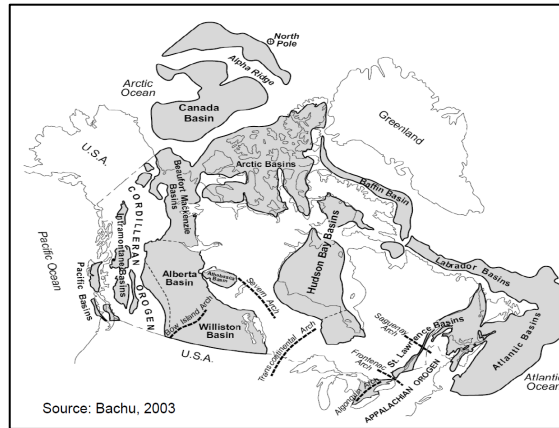 North
Pole
Alpha Ridge
Arctic
Ocean
Canada
Basin
Greenland
U.S.A.
Beaufort Mackenzie
Basins
Arctic Basins
Baffin Basin
CORDILLERAN
OROGEN
Intramontane Basins
Pacific Ocean
Pacific Basins
Alberta
Basin
Athabasca
Basin
Severn Arch
Hudson Bay Basins
Labrador Basins
Bow Island Arch
Williston
Basin
U.S.A.
Transcontinental Arch
Saguenay
Arch
St. Lawrence Basins
Frontenac
Arch
Algonquin Arch
APPALACHIAN OROGEN
Atlantic Basins
Atlantic
Ocean
Source: Bachu, 2003